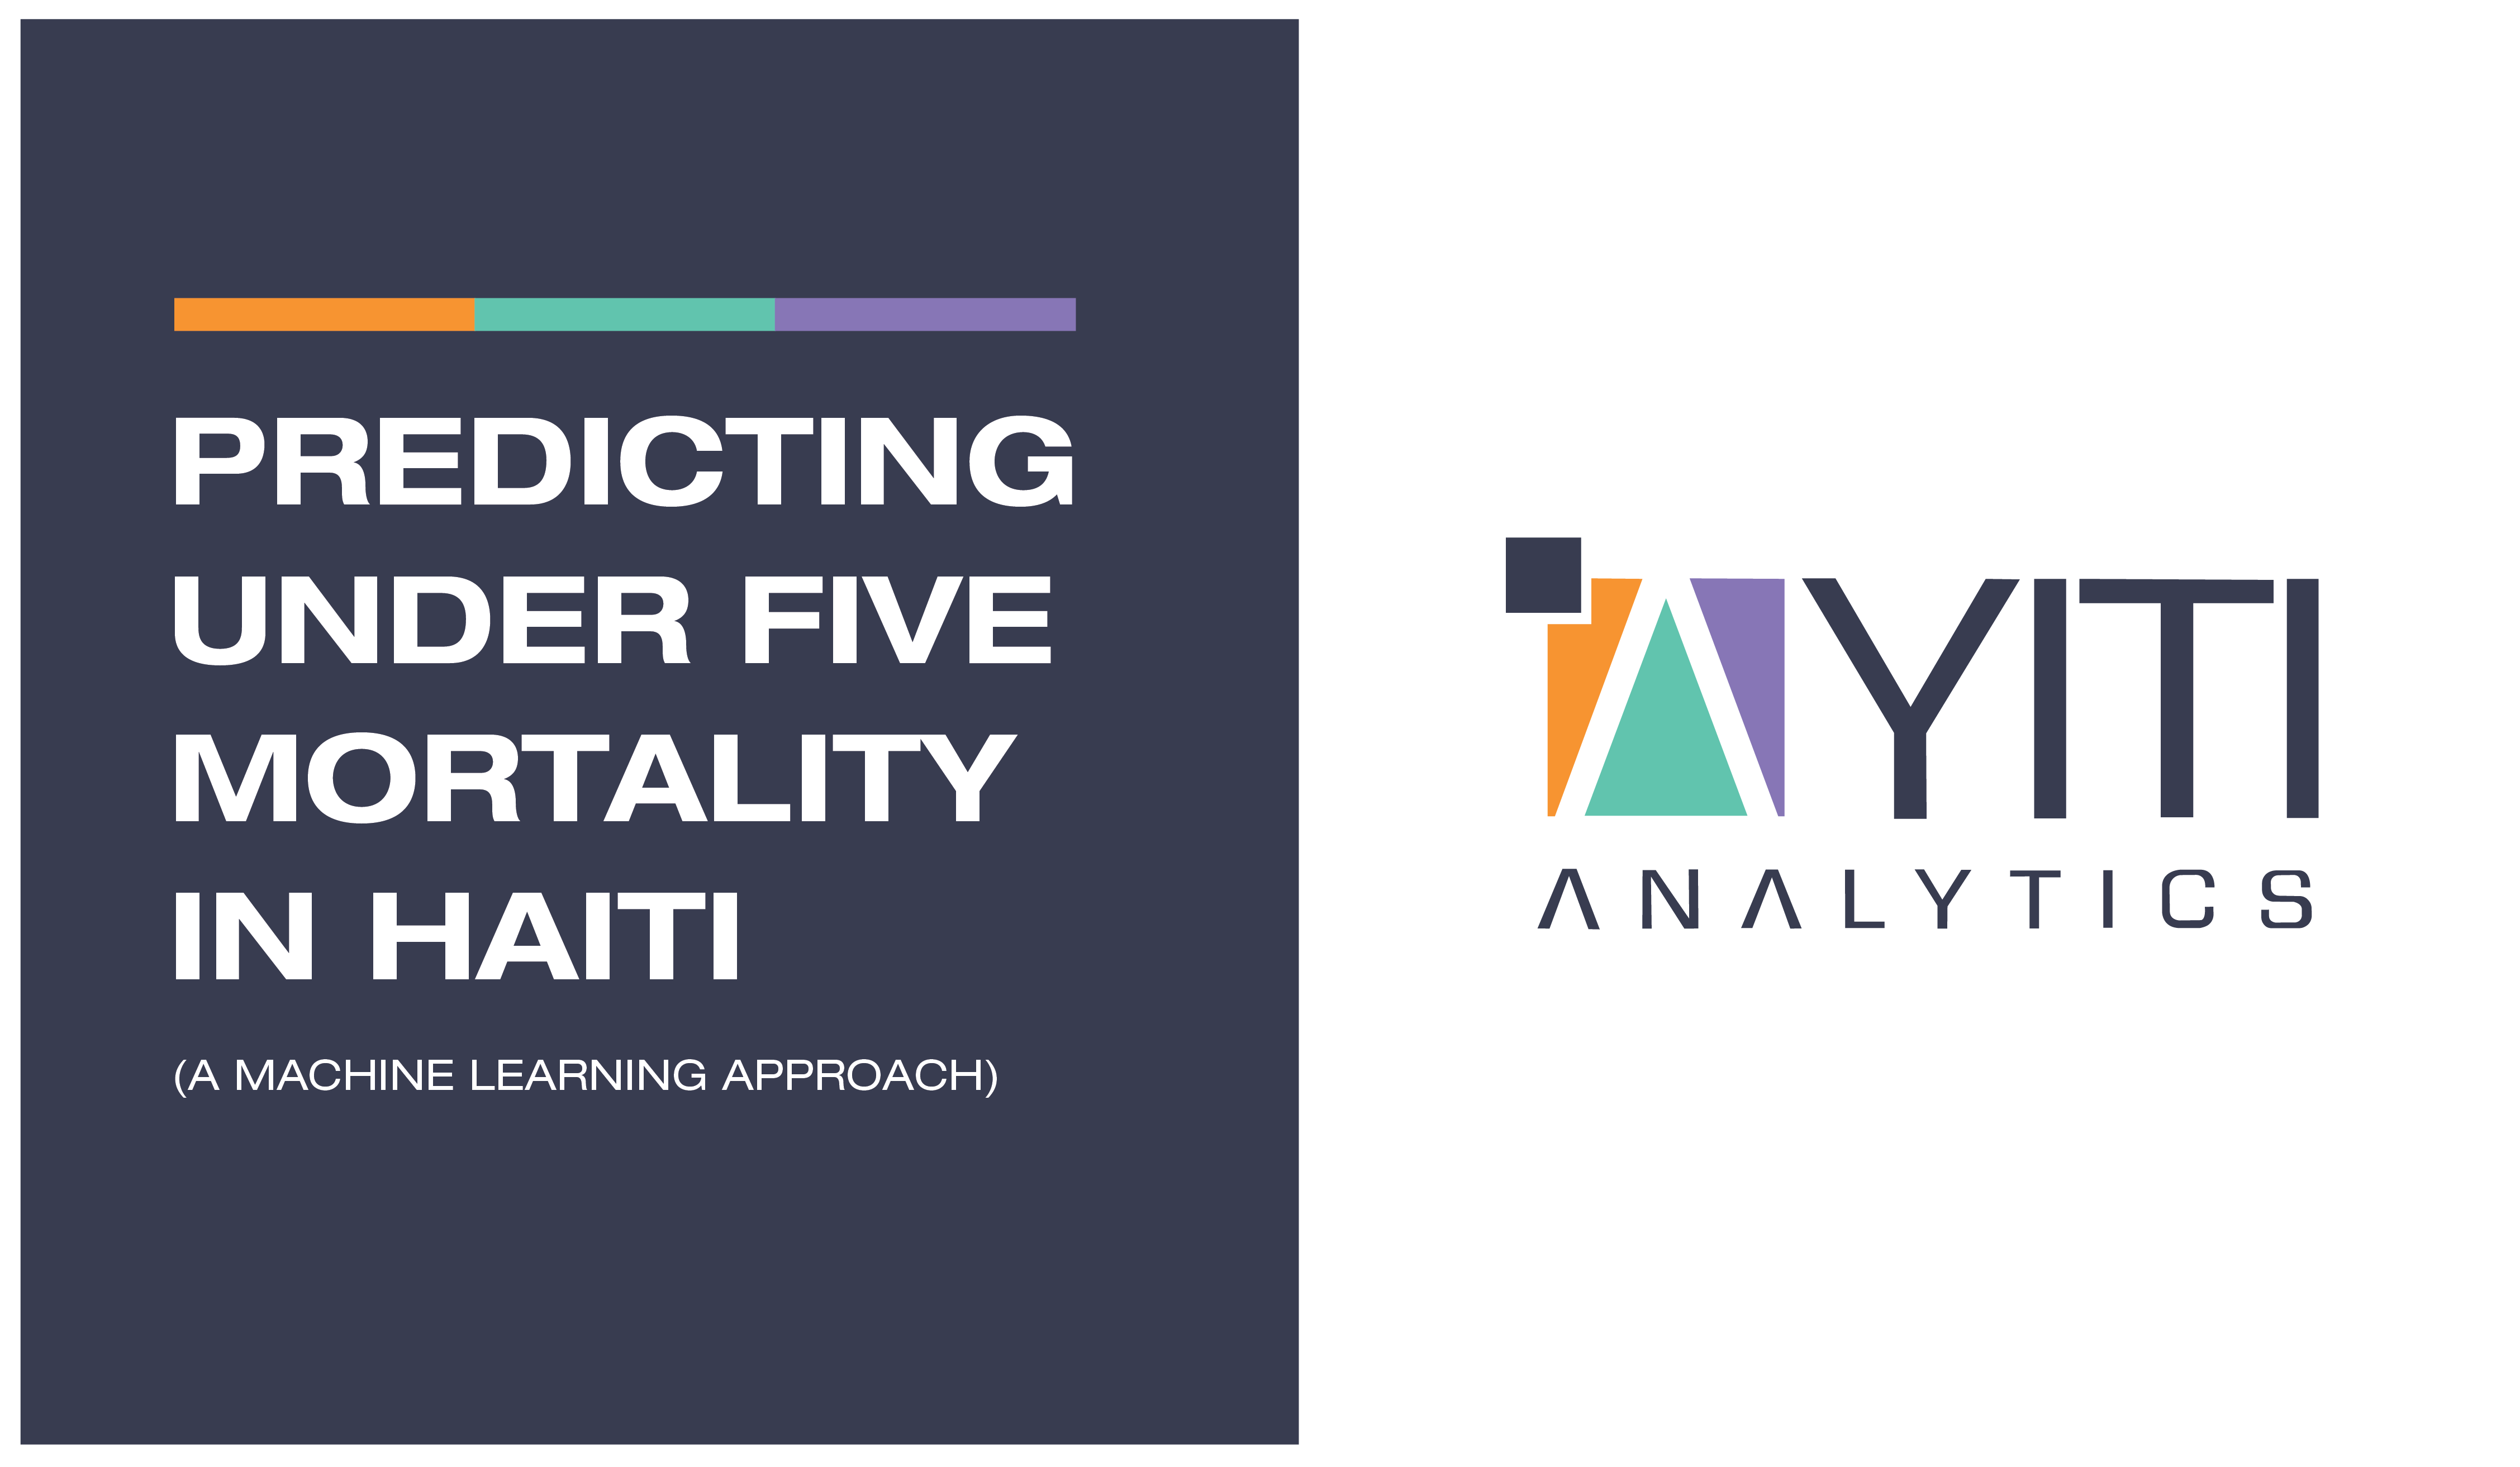 PREDICTING
UNDER FIVE
MORTALITY
IN HAITI
(A MACHINE LEARNING APPROACH)
AYITI
ANALYTICS